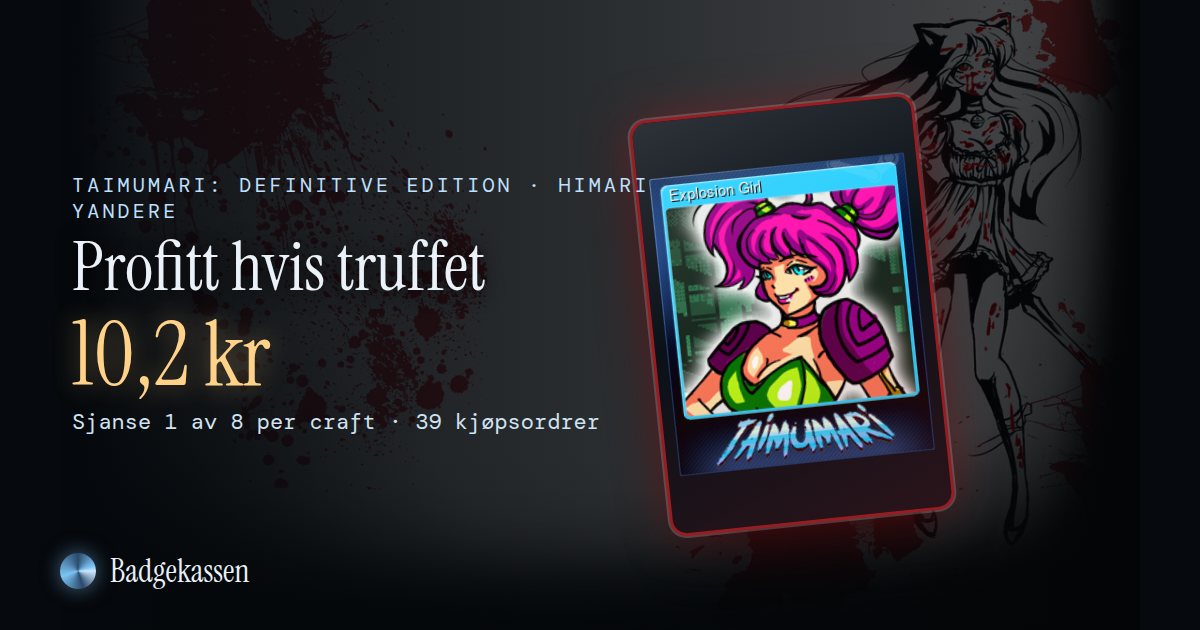 TAIMUMARI: DEFINITIVE EDITION · HIMARI
YANDERE
Profitt hvis truffet
10,2 kr
Sjanse 1 av 8 per craft · 39 kjøpsordrer
Explosion Girl
TAIMUMARI
Badgekassen